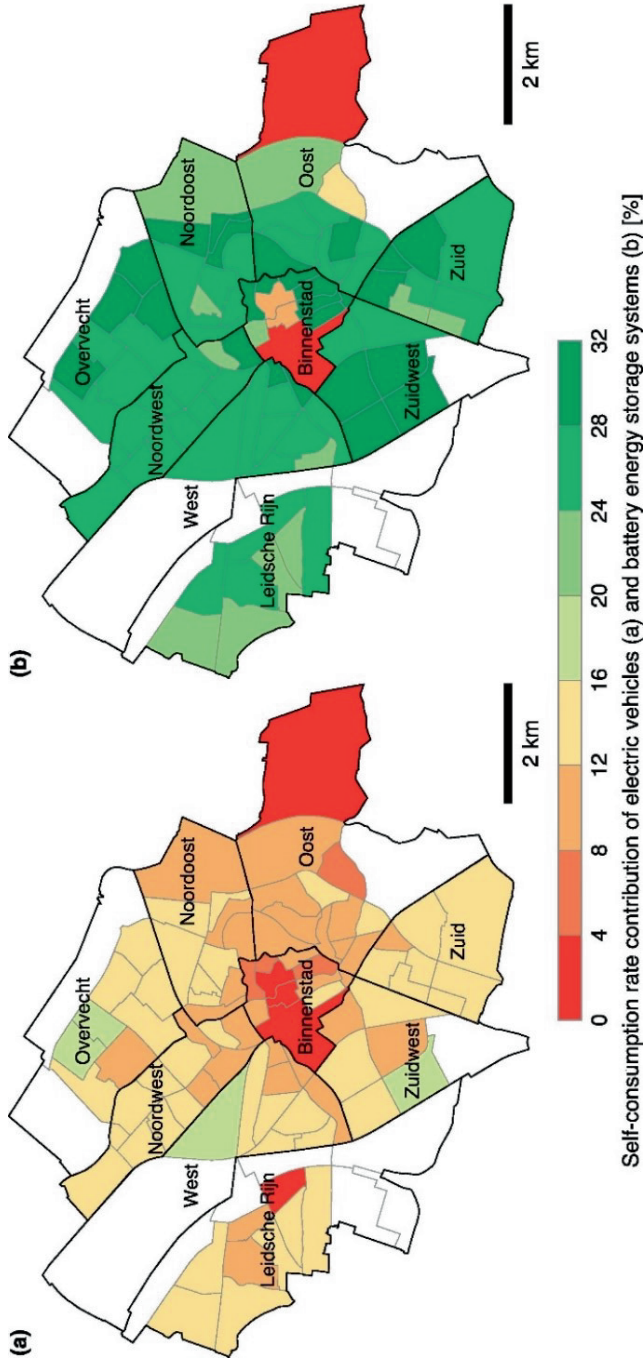 (a)
Overvecht
Noordwest
Noordoost
West
Leidsche Rijn
Binnenstad
Oost
Zuidwest
Zuid
2 km
(b)
Overvecht
Noordwest
Noordoost
West
Leidsche Rijn
Binnenstad
Oost
Zuidwest
Zuid
2 km
0 4 8 12 16 20 24 28 32
Self-consumption rate contribution of electric vehicles (a) and battery energy storage systems (b) [%]